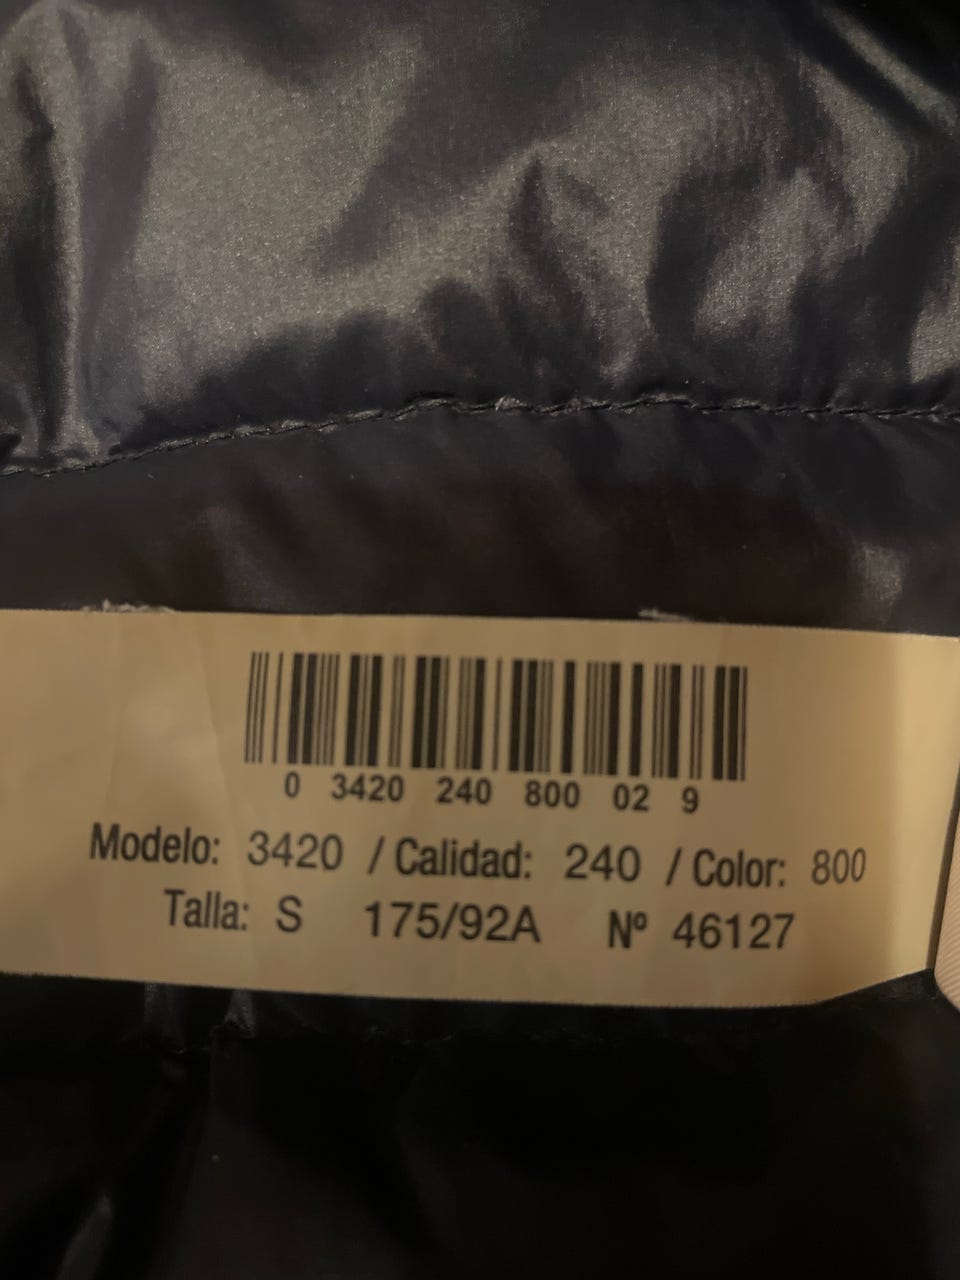 0 3420 240 800 02 9
Modelo: 3420 / Calidad: 240 / Color: 800
Talla: S 175/92A Nº 46127